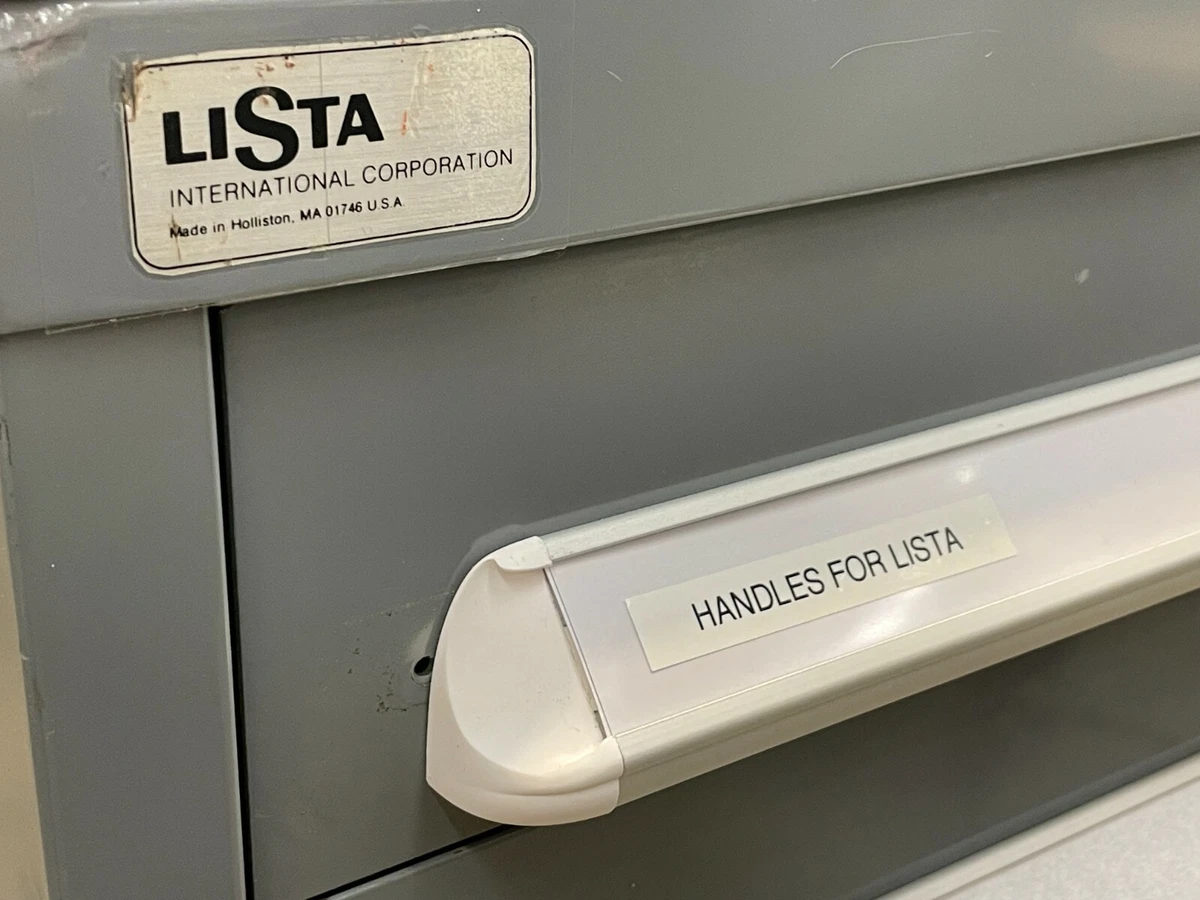 LISTA
INTERNATIONAL CORPORATION
Made in Holliston, MA 01746 U.S.A.
HANDLES FOR LISTA